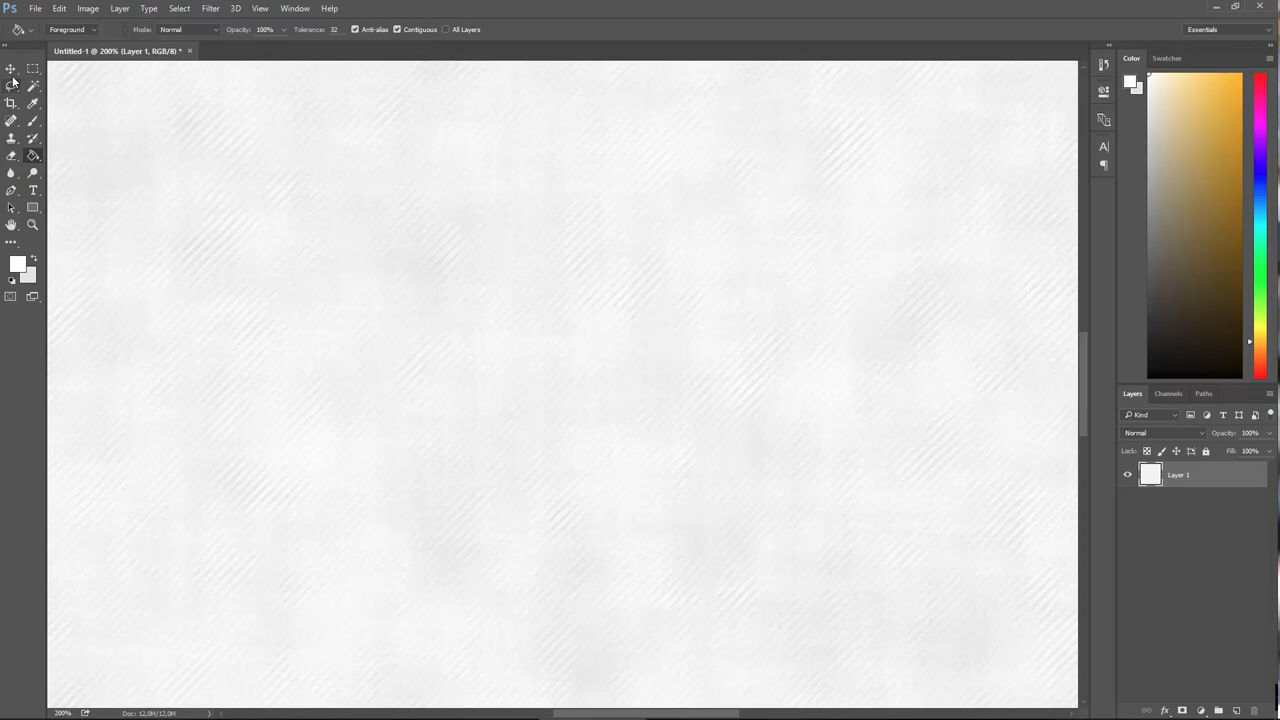 Ps File Edit Image Layer Type Select Filter 3D View Window Help
Foreground Mode: Normal Opacity: 100% Tolerance: 32 Anti-alias Contiguous All Layers Essentials
Untitled-1 @ 200% (Layer 1, RGB/8) * ×
Color Swatches
Layers Channels Paths
Kind
Normal Opacity: 100%
Lock: Fill: 100%
Layer 1
200% Doc: 12,0M/12,0M